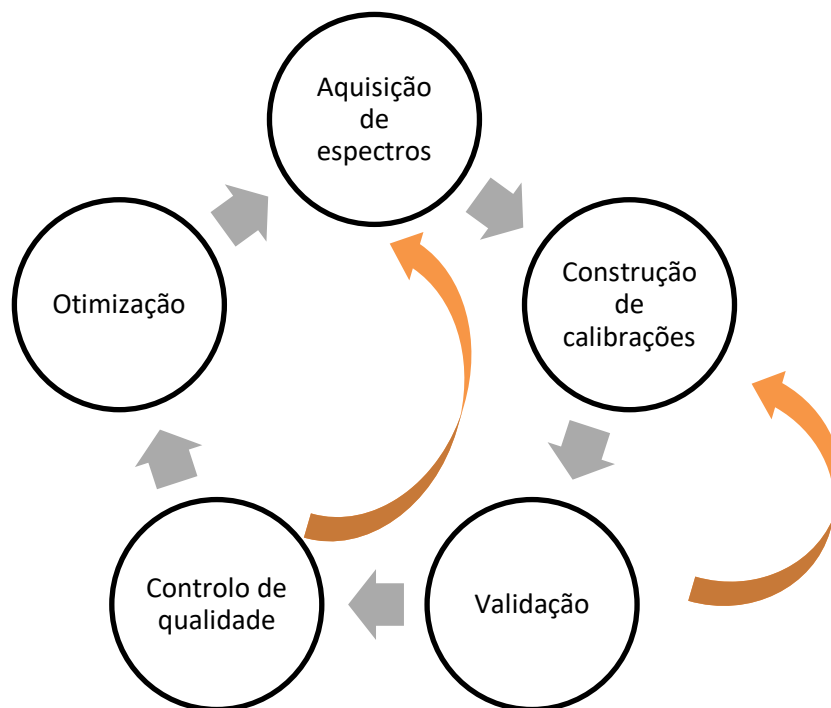 Aquisição
de
espectros
Construção
de
calibrações
Validação
Controlo de
qualidade
Otimização